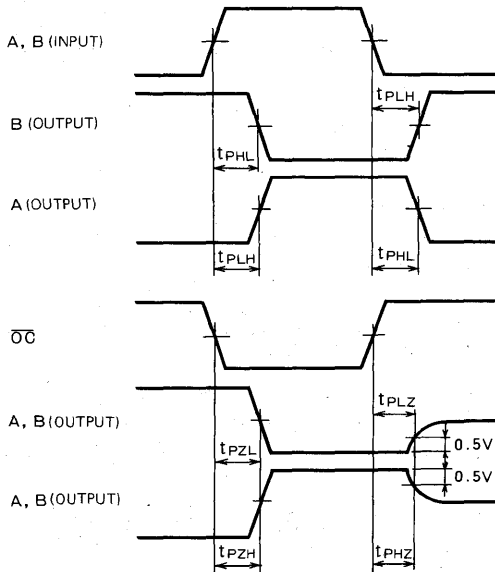 A, B (INPUT)
tPLH
B (OUTPUT)
tPHL
A (OUTPUT)
tPLH
tPHL
OC
tPLZ
A, B (OUTPUT)
0.5V
tPZL
0.5V
A, B (OUTPUT)
tPZH
tPHZ